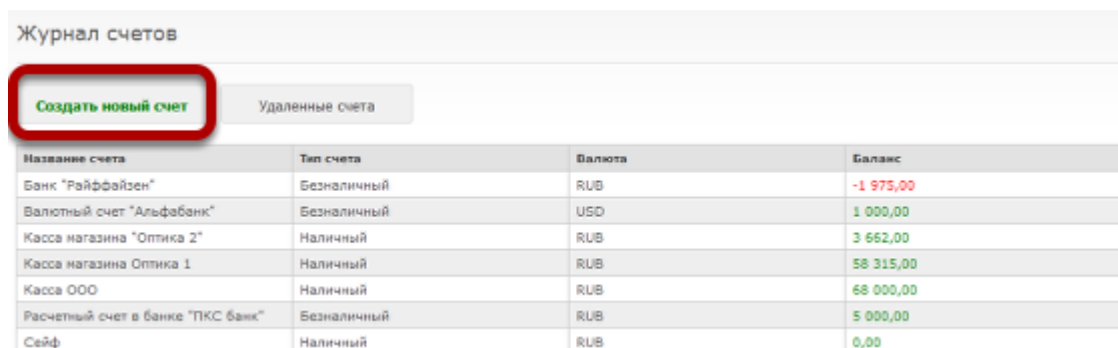 Журнал счетов
Создать новый счет Удаленные счета
Название счета Тип счета Валюта Баланс
Банк "Райффайзен" Безналичный RUB -1 975,00
Валютный счет "Альфабанк" Безналичный USD 1 000,00
Касса магазина "Оптика 2" Наличный RUB 3 662,00
Касса магазина Оптика 1 Наличный RUB 58 315,00
Касса ООО Наличный RUB 68 000,00
Расчетный счет в банке "ПКС банк" Безналичный RUB 5 000,00
Сейф Наличный RUB 0,00